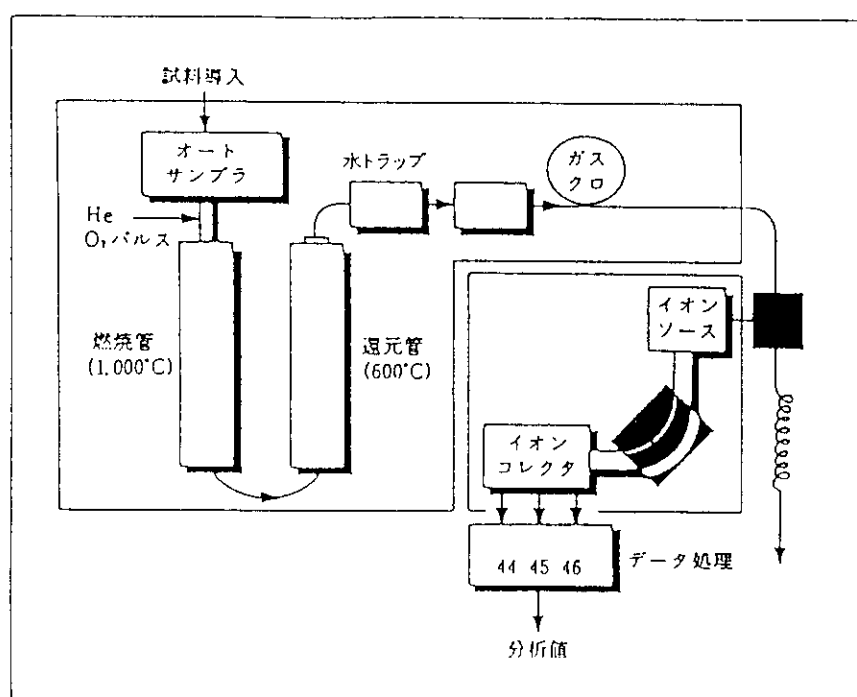 試料導入
オート
サンプラ
He
O₂パルス
燃焼管
(1,000°C)
還元管
(600°C)
水トラップ
ガス
クロ
イオン
ソース
イオン
コレクタ
44 45 46
データ処理
分析値